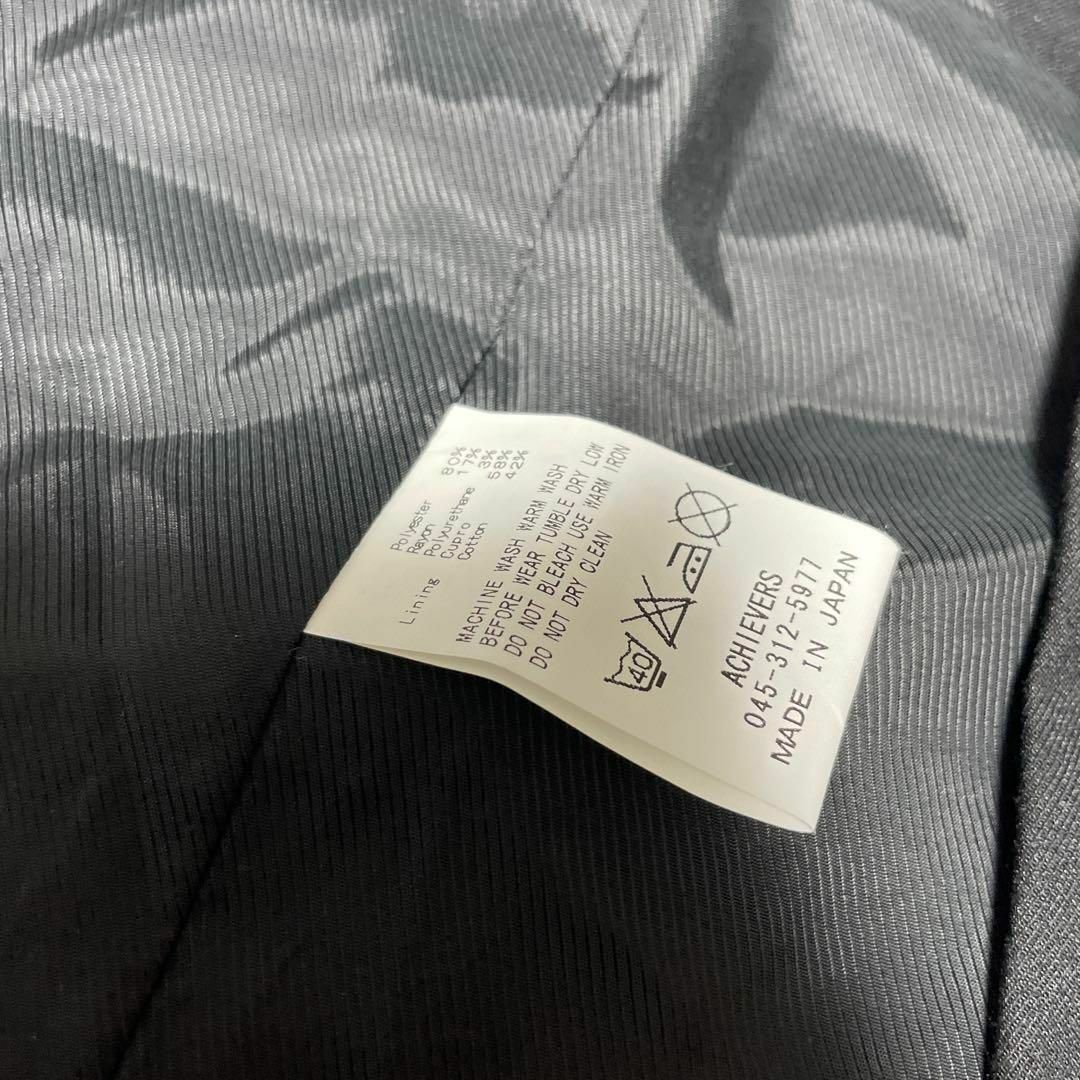 Polyester 80%
Rayon 17%
Polyurethane 3%
Lining Cupro 58%
Cotton 42%
MACHINE WASH WARM WASH
BEFORE WEAR TUMBLE DRY LOW
DO NOT BLEACH USE WARM IRON
DO NOT DRY CLEAN
40
ACHIEVERS
045-312-5977
MADE IN JAPAN